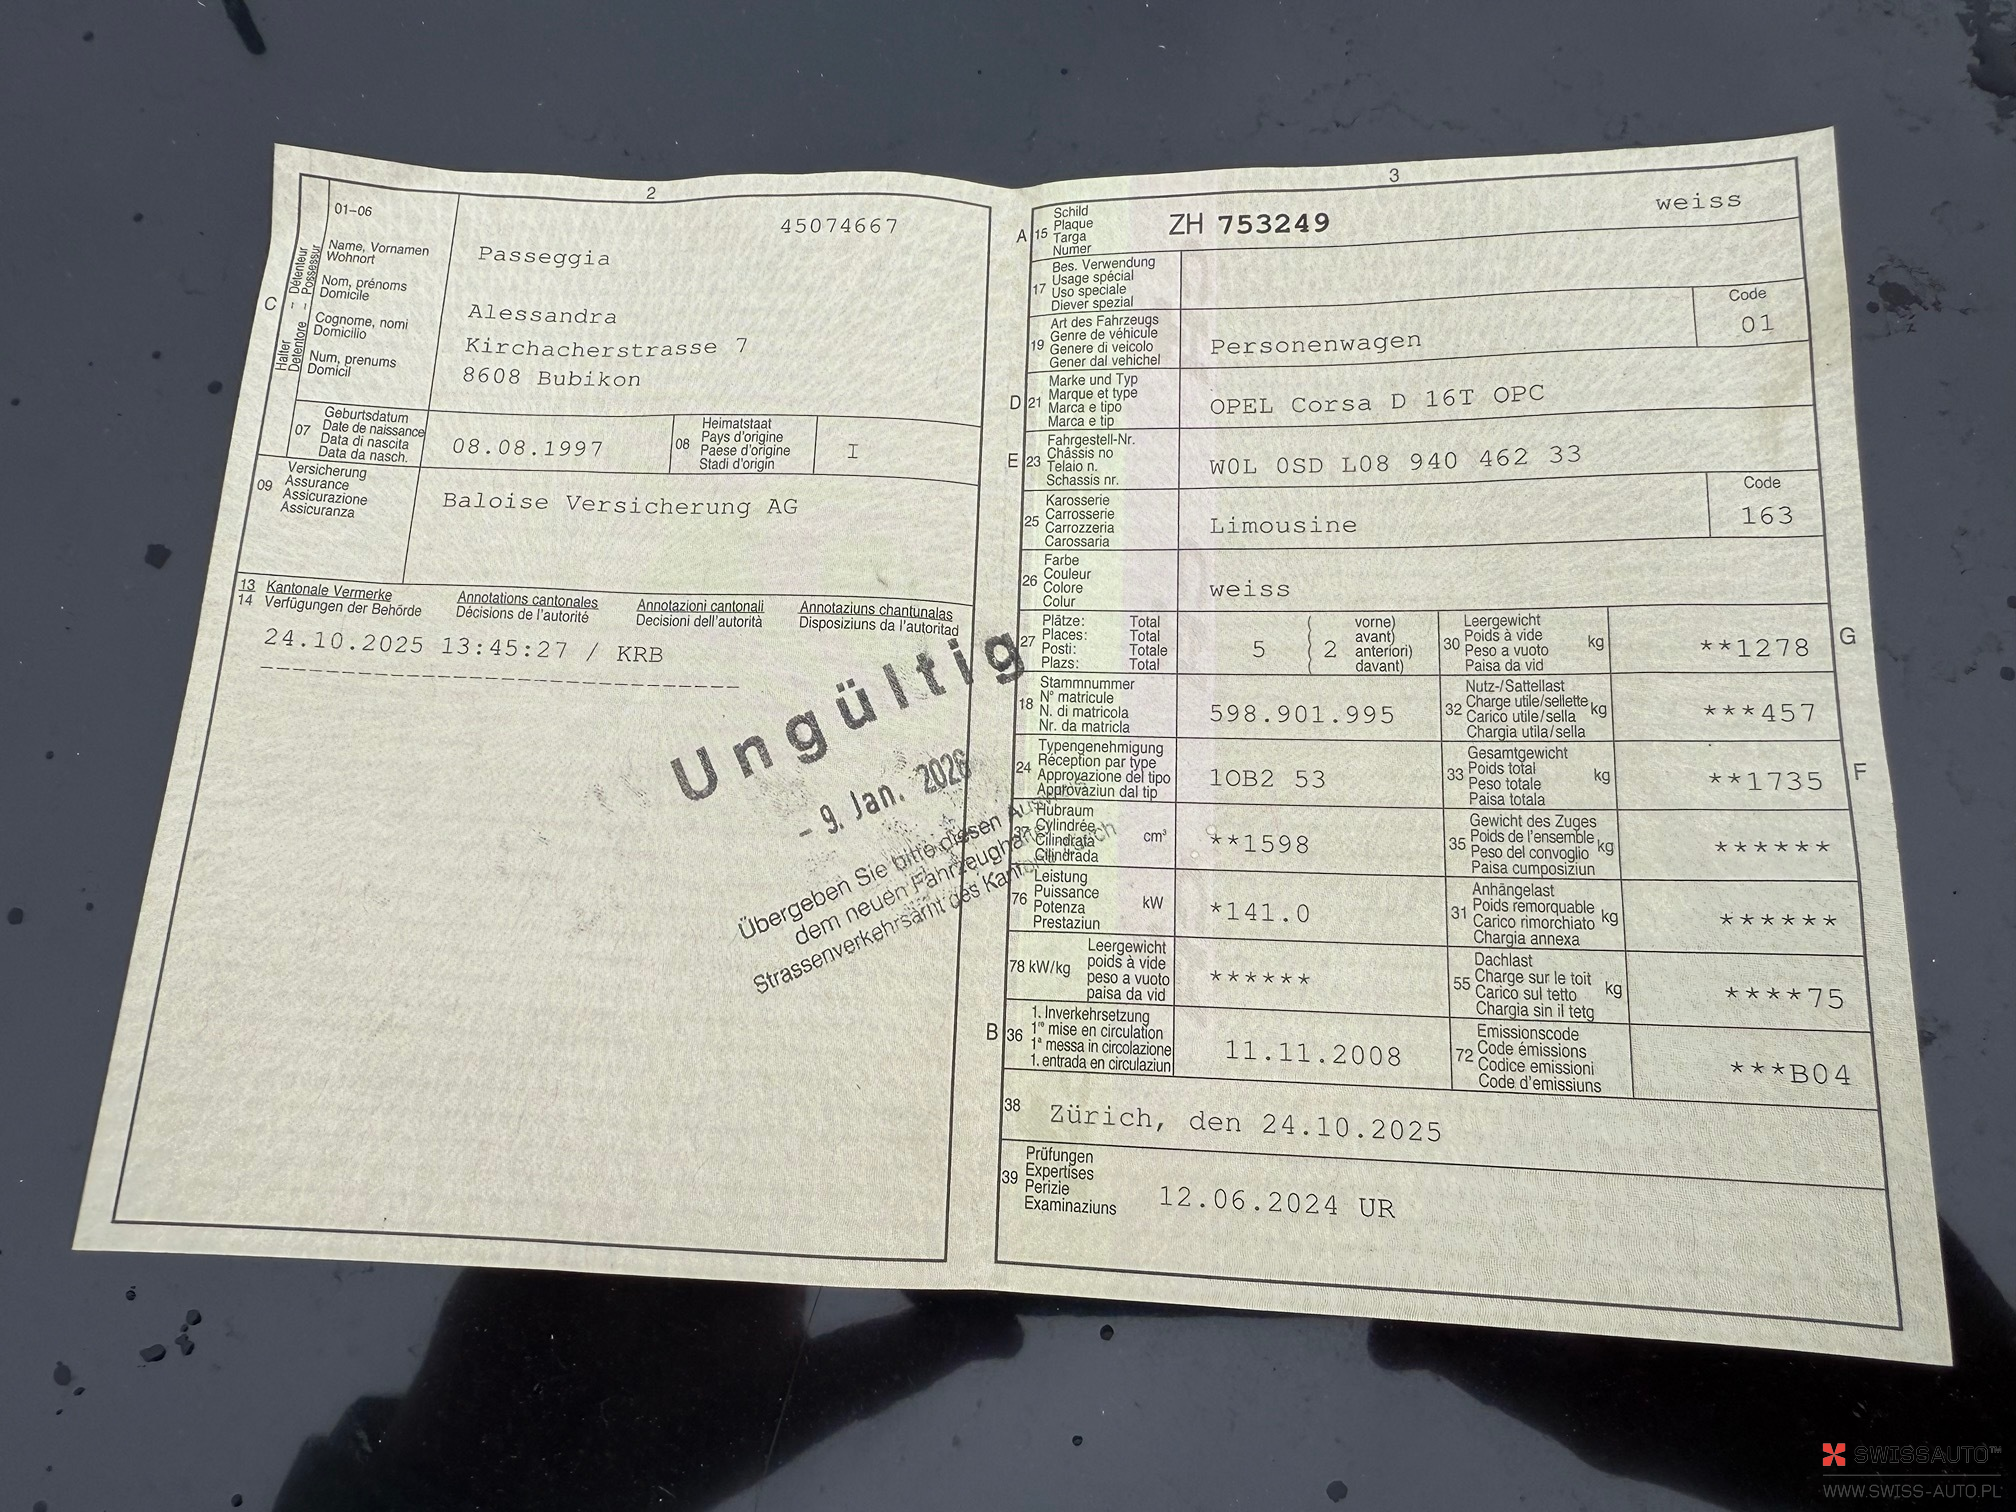 2
01-06
45074667
C
Halter – Détenteur
Detentore – Possessur
Name, Vornamen
Wohnort
Nom, prénoms
Domicile
Cognome, nomi
Domicilio
Num, prenums
Domicil
Passeggia
Alessandra
Kirchacherstrasse 7
8608 Bubikon
07
Geburtsdatum
Date de naissance
Data di nascita
Data da nasch.
08.08.1997
08
Heimatstaat
Pays d'origine
Paese d'origine
Stadi d'origin
I
09
Versicherung
Assurance
Assicurazione
Assicuranza
Baloise Versicherung AG
13 Kantonale Vermerke Annotations cantonales Annotazioni cantonali Annotaziuns chantunalas
14 Verfügungen der Behörde Décisions de l'autorité Decisioni dell'autorità Disposiziuns da l'autoritad
24.10.2025 13:45:27 / KRB
Ungültig
- 9. Jan. 2026
Übergeben Sie bitte diesen
dem neuen Fahrzeughalter
Strassenverkehrsamt des Kantons Zürich
3
A 15
Schild
Plaque
Targa
Numer
ZH 753249
weiss
17
Bes. Verwendung
Usage spécial
Uso speciale
Diever spezial
19
Art des Fahrzeugs
Genre de véhicule
Genere di veicolo
Gener dal vehichel
Personenwagen
Code
01
D 21
Marke und Typ
Marque et type
Marca e tipo
Marca e tip
OPEL Corsa D 16T OPC
E 23
Fahrgestell-Nr.
Châssis no
Telaio n.
Schassis nr.
W0L 0SD L08 940 462 33
25
Karosserie
Carrosserie
Carrozzeria
Carossaria
Limousine
Code
163
26
Farbe
Couleur
Colore
Colur
weiss
27
Plätze: Total
Places: Total
Posti: Totale
Plazs: Total
5 ( 2
vorne)
avant)
anteriori)
davant)
30
Leergewicht
Poids à vide
Peso a vuoto
Paisa da vid
kg
**1278
G
18
Stammnummer
N° matricule
N. di matricola
Nr. da matricla
598.901.995
32
Nutz-/Sattellast
Charge utile/sellette
Carico utile/sella
Chargia utila/sella
kg
***457
24
Typengenehmigung
Réception par type
Approvazione del tipo
Approvaziun dal tip
1OB2 53
33
Gesamtgewicht
Poids total
Peso totale
Paisa totala
kg
**1735
F
37
Hubraum
Cylindrée
Cilindrata
Cilindrada
cm³
**1598
35
Gewicht des Zuges
Poids de l'ensemble
Peso del convoglio
Paisa cumposiziun
kg
******
76
Leistung
Puissance
Potenza
Prestaziun
kW
*141.0
31
Anhängelast
Poids remorquable
Carico rimorchiato
Chargia annexa
kg
******
78 kW/kg
Leergewicht
poids à vide
peso a vuoto
paisa da vid
******
55
Dachlast
Charge sur le toit
Carico sul tetto
Chargia sin il tetg
kg
****75
B 36
1. Inverkehrsetzung
1re mise en circulation
1a messa in circolazione
1. entrada en circulaziun
11.11.2008
72
Emissionscode
Code émissions
Codice emissioni
Code d'emissiuns
***B04
38
Zürich, den 24.10.2025
39
Prüfungen
Expertises
Perizie
Examinaziuns
12.06.2024 UR
SWISSAUTO™
WWW.SWISS-AUTO.PL